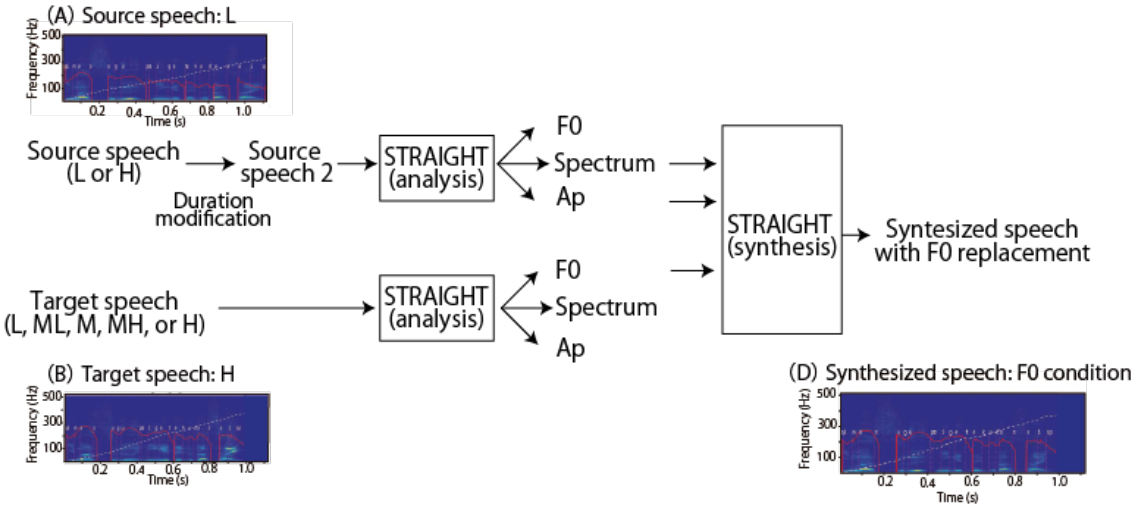 (A) Source speech: L
Frequency (Hz)
500
300
100
0.2 0.4 0.6 0.8 1.0
Time (s)
Source speech
(L or H)
Duration
modification
Source
speech 2
STRAIGHT
(analysis)
F0
Spectrum
Ap
STRAIGHT
(synthesis)
Syntesized speech
with F0 replacement
Target speech
(L, ML, M, MH, or H)
STRAIGHT
(analysis)
F0
Spectrum
Ap
(B) Target speech: H
Frequency (Hz)
500
300
100
0.2 0.4 0.6 0.8 1.0
Time (s)
(D) Synthesized speech: F0 condition
Frequency (Hz)
500
300
100
0.2 0.4 0.6 0.8 1.0
Time (s)